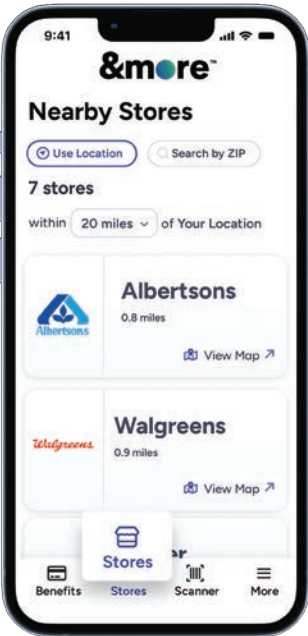 9:41
&more™
Nearby Stores
Use Location
Search by ZIP
7 stores
within 20 miles of Your Location
Albertsons
Albertsons
0.8 miles
View Map
Walgreens
Walgreens
0.9 miles
View Map
Stores
Benefits
Stores
Scanner
More